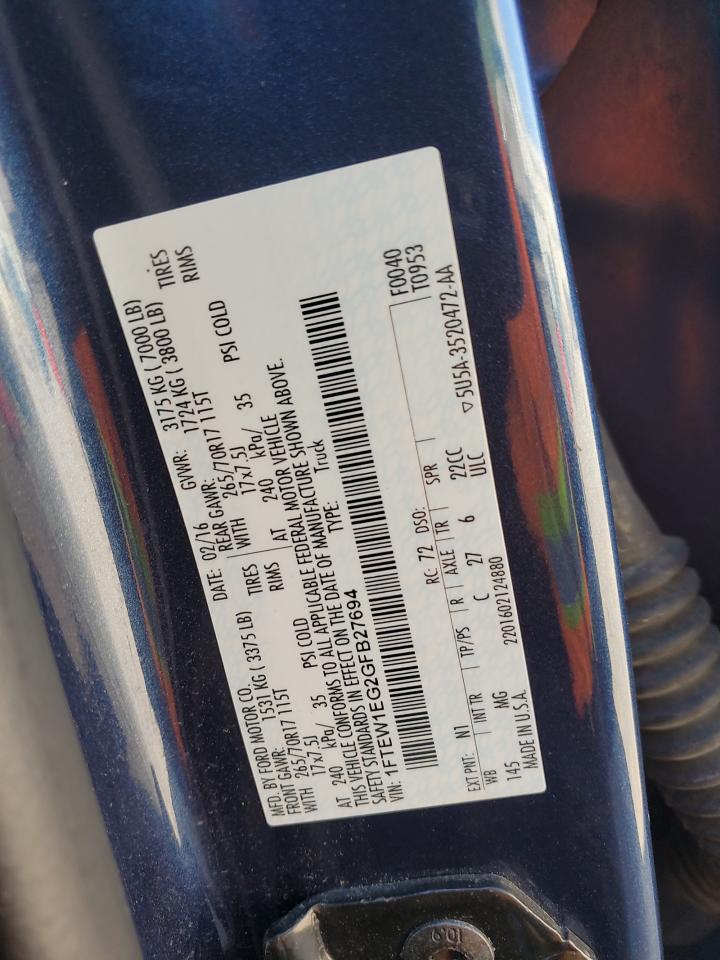 MFD. BY FORD MOTOR CO.
DATE: 02/16 GVWR: 3175 KG ( 7000 LB)
FRONT GAWR: 1531 KG ( 3375 LB) REAR GAWR: 1724 KG ( 3800 LB)
265/70R17 115T TIRES 265/70R17 115T TIRES
WITH 17x7.5J RIMS WITH 17x7.5J RIMS
AT 240 kPa/ 35 PSI COLD AT 240 kPa/ 35 PSI COLD
THIS VEHICLE CONFORMS TO ALL APPLICABLE FEDERAL MOTOR VEHICLE
SAFETY STANDARDS IN EFFECT ON THE DATE OF MANUFACTURE SHOWN ABOVE.
VIN: 1FTEW1EG2GFB27694 TYPE: Truck
F0040
T0953
EXT PNT: N1 RC: 72 DSO:
WB INT TR TP/PS R AXLE TR SPR
145 MG C 27 6 22CC
MADE IN U.S.A. 2201602124880 ULC
▽5U5A-3520472-AA
10.9